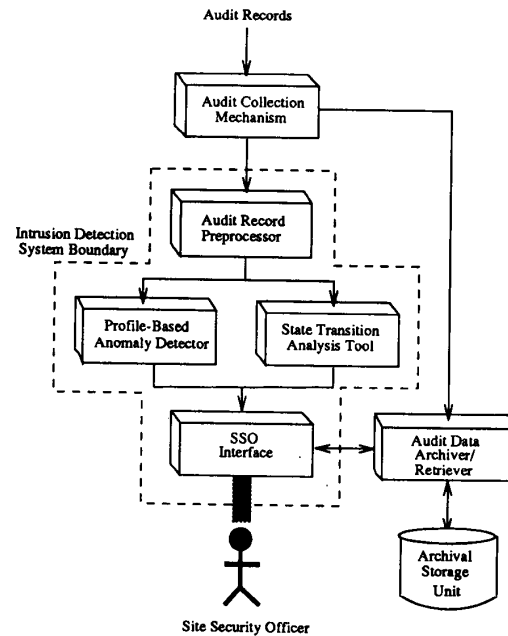 Audit Records
Audit Collection
Mechanism
Audit Record
Preprocessor
Intrusion Detection
System Boundary
Profile-Based
Anomaly Detector
State Transition
Analysis Tool
SSO
Interface
Audit Data
Archiver/
Retriever
Archival
Storage
Unit
Site Security Officer